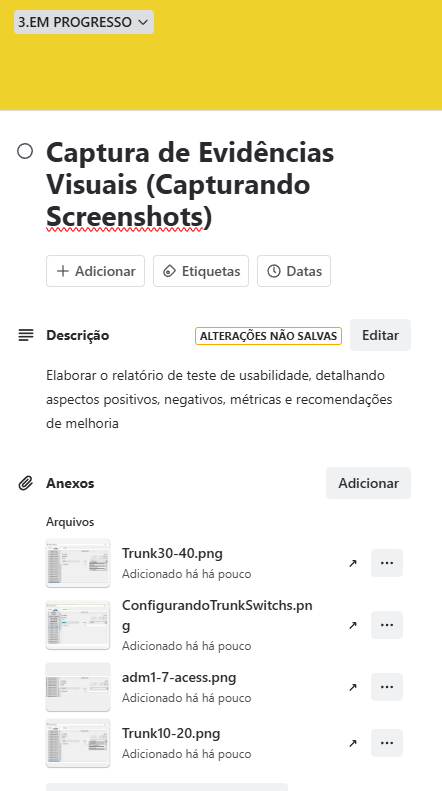 3.EM PROGRESSO
Captura de Evidências
Visuais (Capturando
Screenshots)
Adicionar
Etiquetas
Datas
Descrição
ALTERAÇÕES NÃO SALVAS
Editar
Elaborar o relatório de teste de usabilidade, detalhando
aspectos positivos, negativos, métricas e recomendações
de melhoria
Anexos
Adicionar
Arquivos
Trunk30-40.png
Adicionado há há pouco
ConfigurandoTrunkSwitchs.pn
g
Adicionado há há pouco
adm1-7-acess.png
Adicionado há há pouco
Trunk10-20.png
Adicionado há há pouco